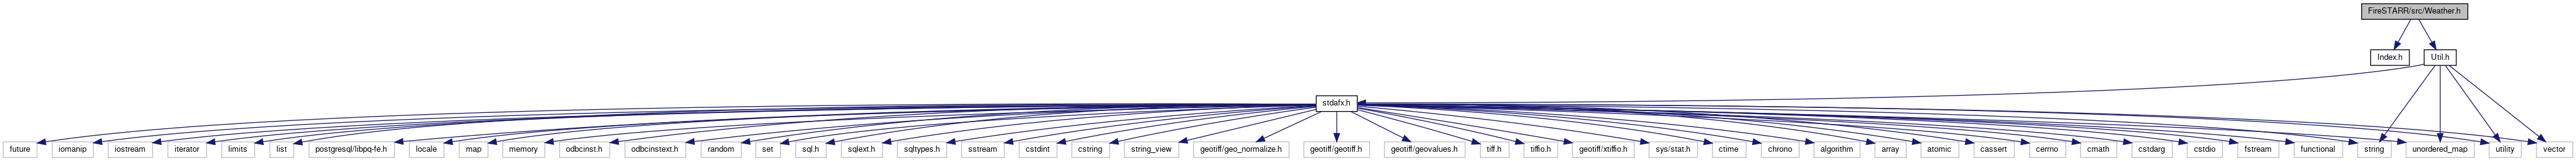 FireSTARR/src/Weather.h
Index.h
Util.h
stdafx.h
future
iomanip
iostream
iterator
limits
list
postgresql/libpq-fe.h
locale
map
memory
odbcinst.h
odbcinstext.h
random
set
sql.h
sqlext.h
sqltypes.h
sstream
cstdint
cstring
string_view
geotiff/geo_normalize.h
geotiff/geotiff.h
geotiff/geovalues.h
tiff.h
tiffio.h
geotiff/xtiffio.h
sys/stat.h
ctime
chrono
algorithm
array
atomic
cassert
cerrno
cmath
cstdarg
cstdio
fstream
functional
string
unordered_map
utility
vector